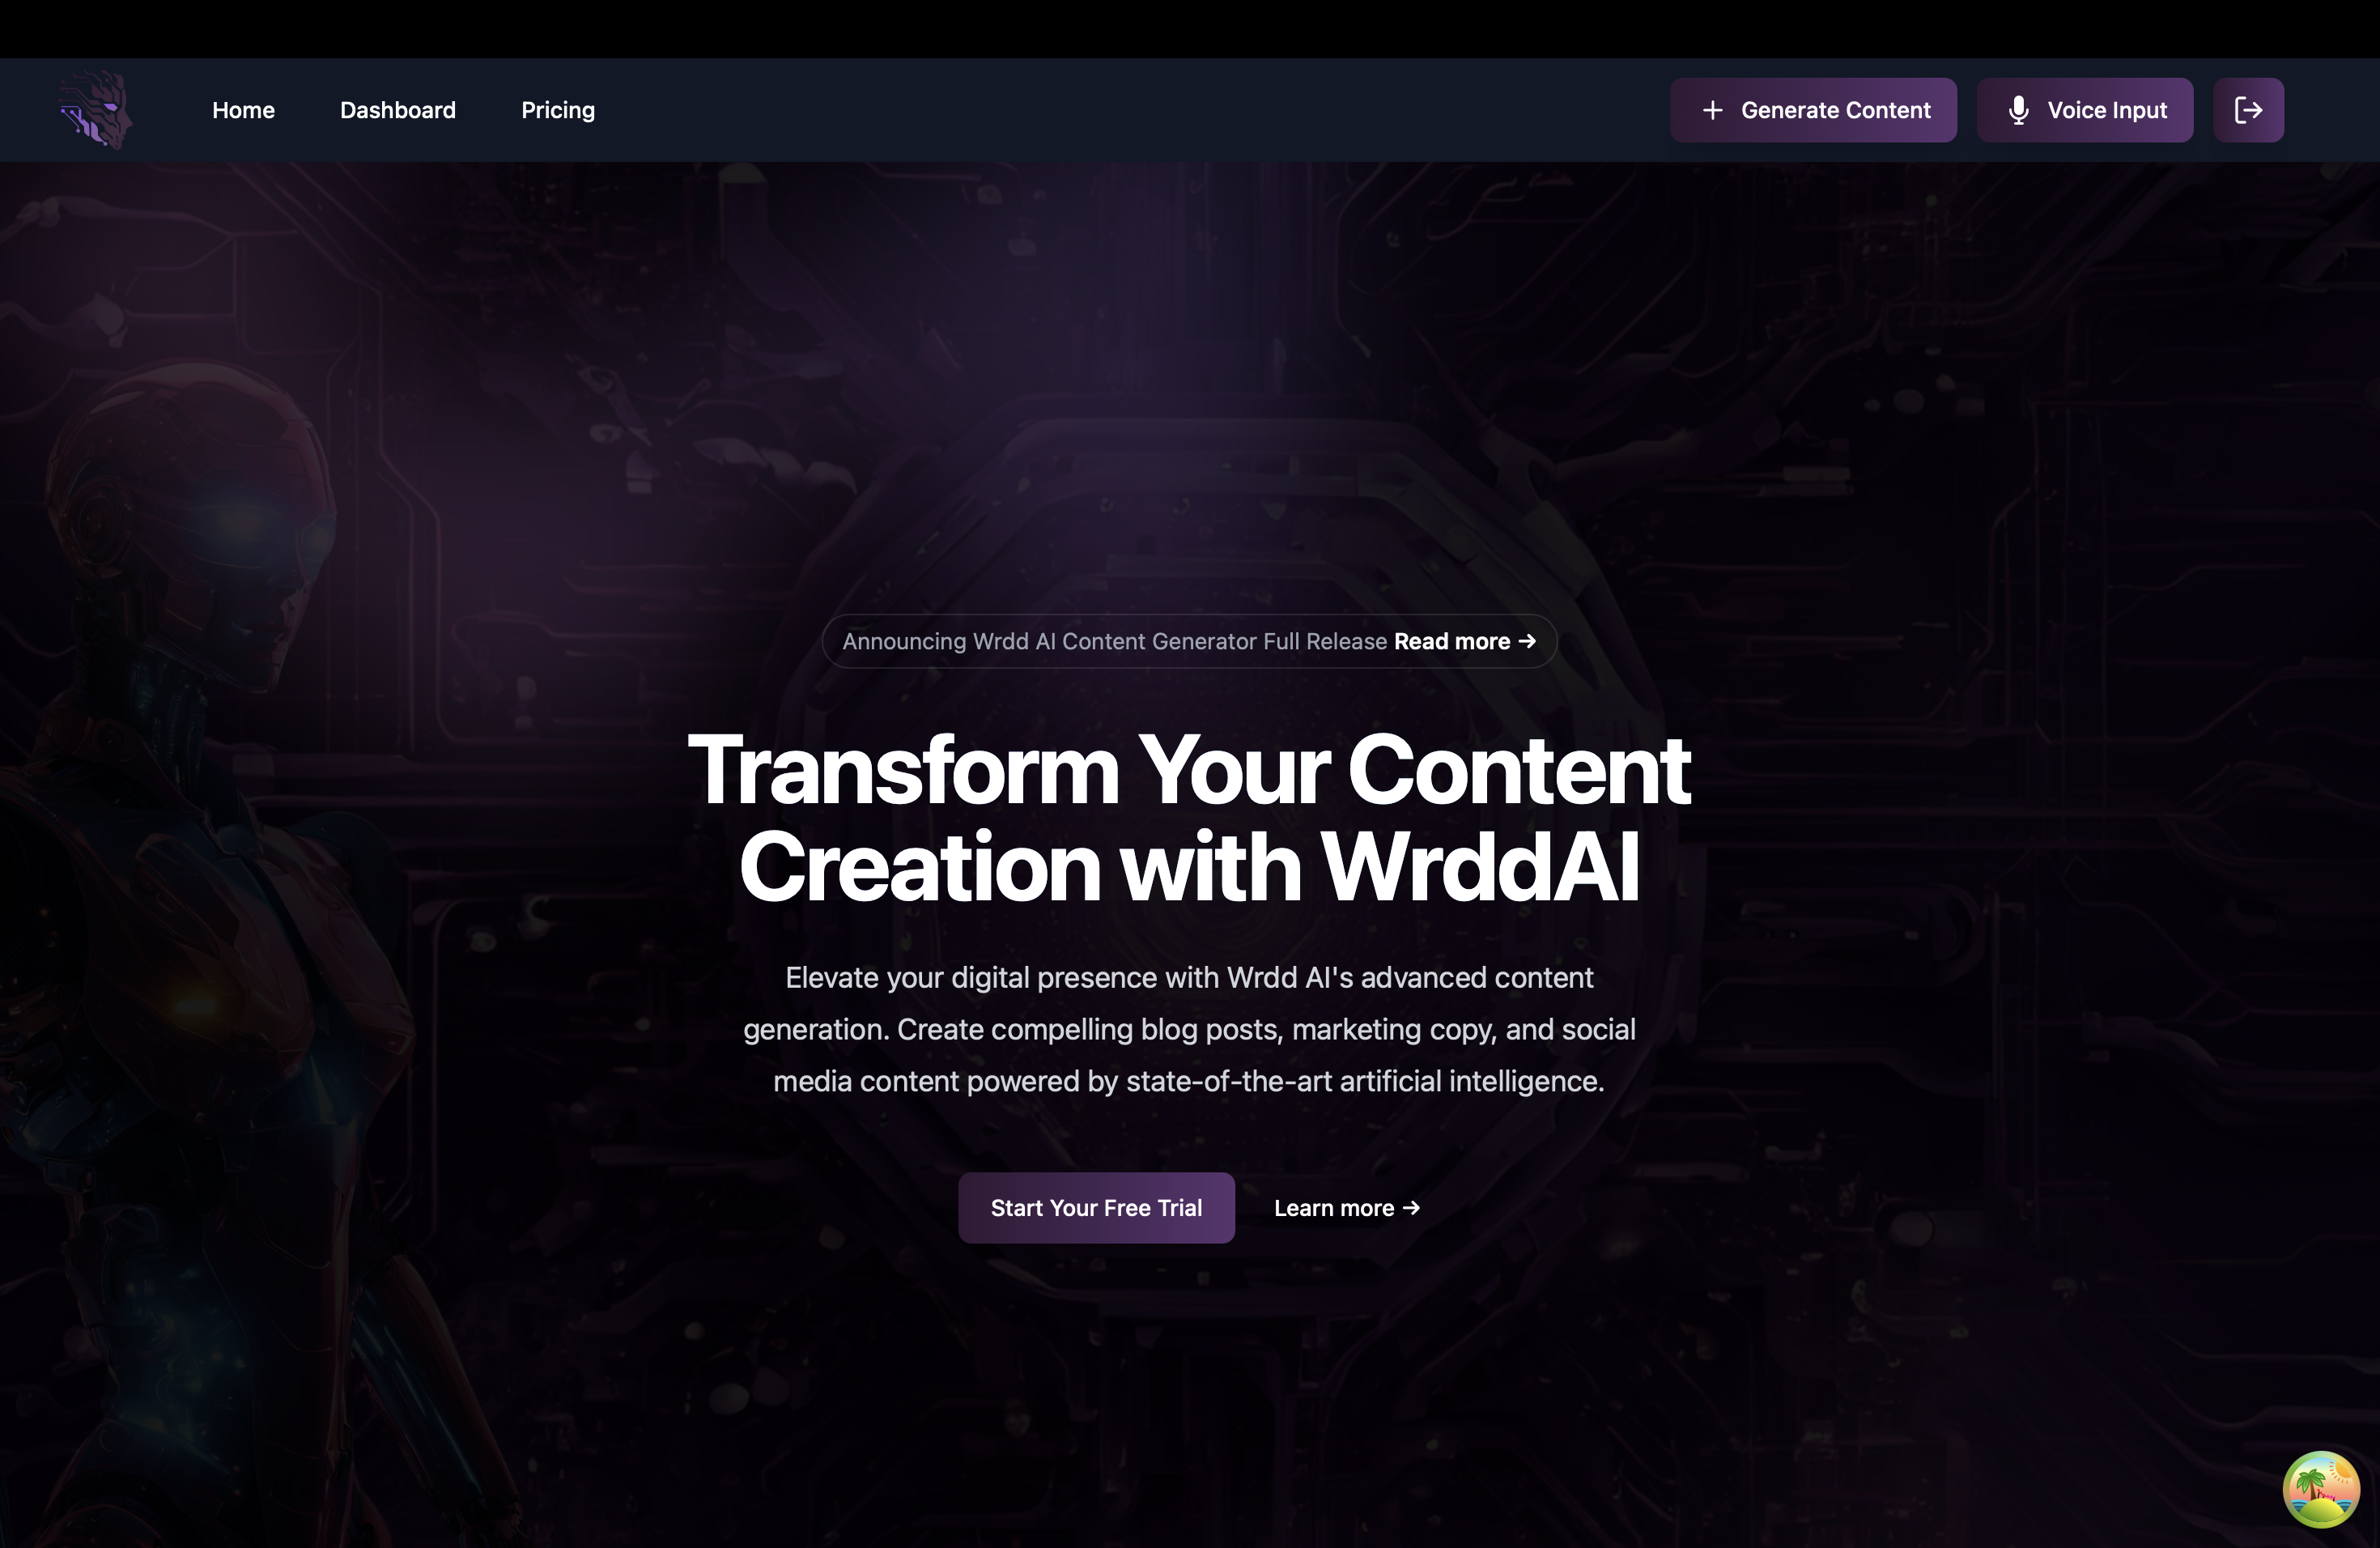 Home Dashboard Pricing Generate Content Voice Input
Announcing Wrdd AI Content Generator Full Release Read more →
Transform Your Content
Creation with WrddAI
Elevate your digital presence with Wrdd AI's advanced content
generation. Create compelling blog posts, marketing copy, and social
media content powered by state-of-the-art artificial intelligence.
Start Your Free Trial Learn more →